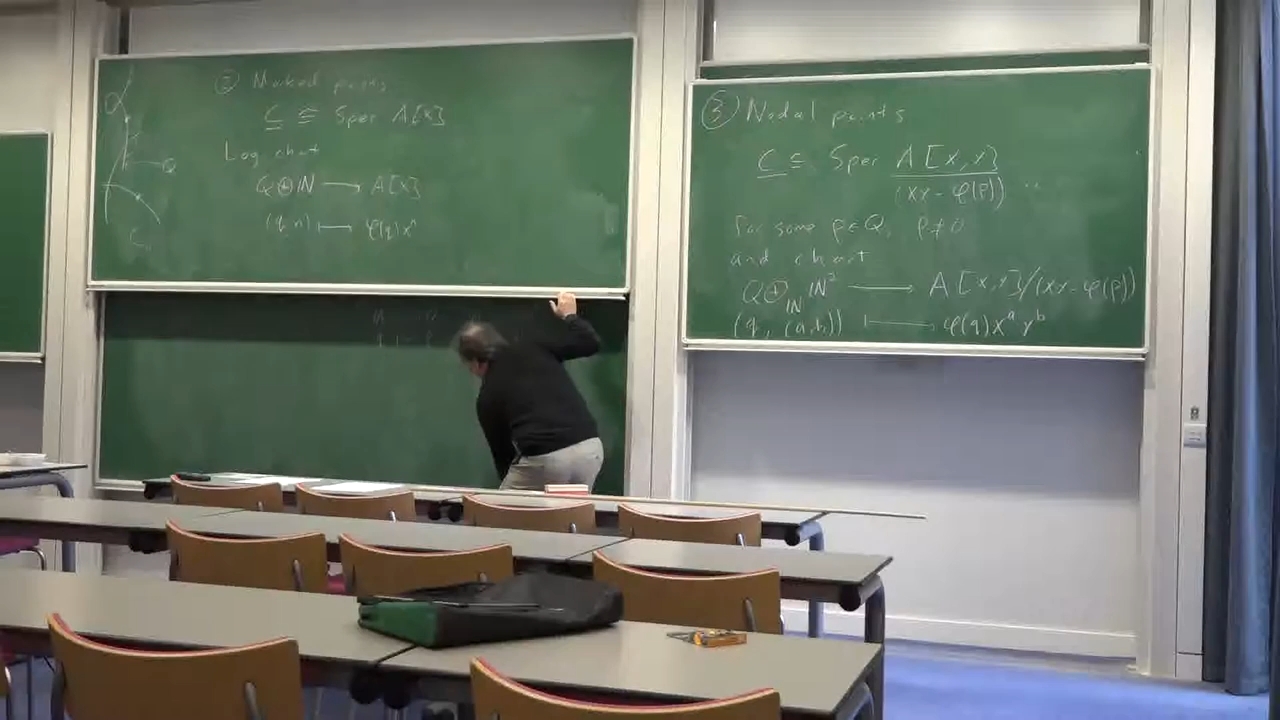 ② Marked points
C ≅ Spec A[x]
Log chart
Q⊕ℕ ⟶ A[x]
(q,n) ⟼ φ(q)xⁿ
Q
C
③ Nodal points
C ≅ Spec A[x,y]/(xy-φ(p))
for some p∈Q, p≠0
and chart
Q⊕_ℕ ℕ² ⟶ A[x,y]/(xy-φ(p))
(q,(a,b)) ⟼ φ(q)xᵃyᵇ